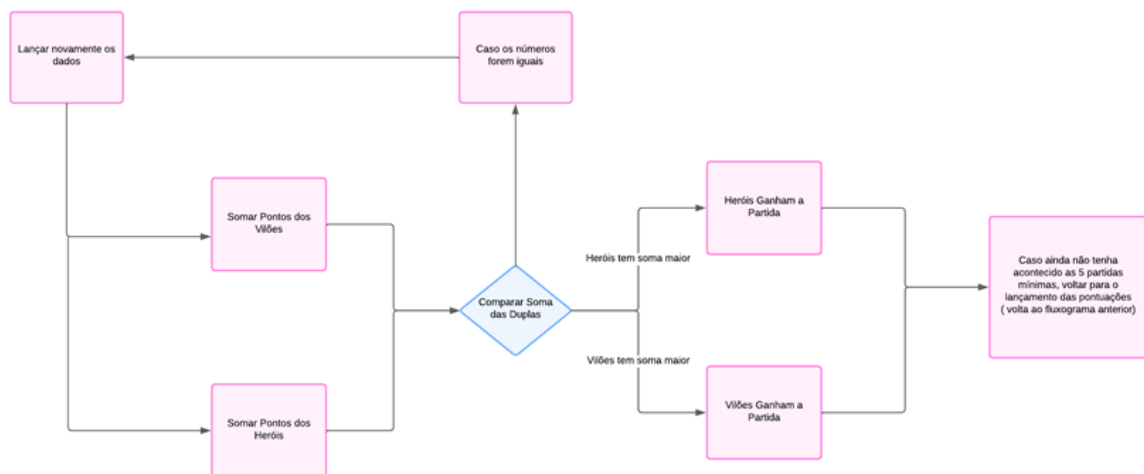 Lançar novamente os
dados
Caso os números
forem iguais
Somar Pontos dos
Vilões
Heróis Ganham a
Partida
Heróis tem soma maior
Caso ainda não tenha
acontecido as 5 partidas
mínimas, voltar para o
lançamento das pontuações
( volta ao fluxograma anterior)
Comparar Soma
das Duplas
Vilões tem soma maior
Somar Pontos dos
Heróis
Vilões Ganham a
Partida